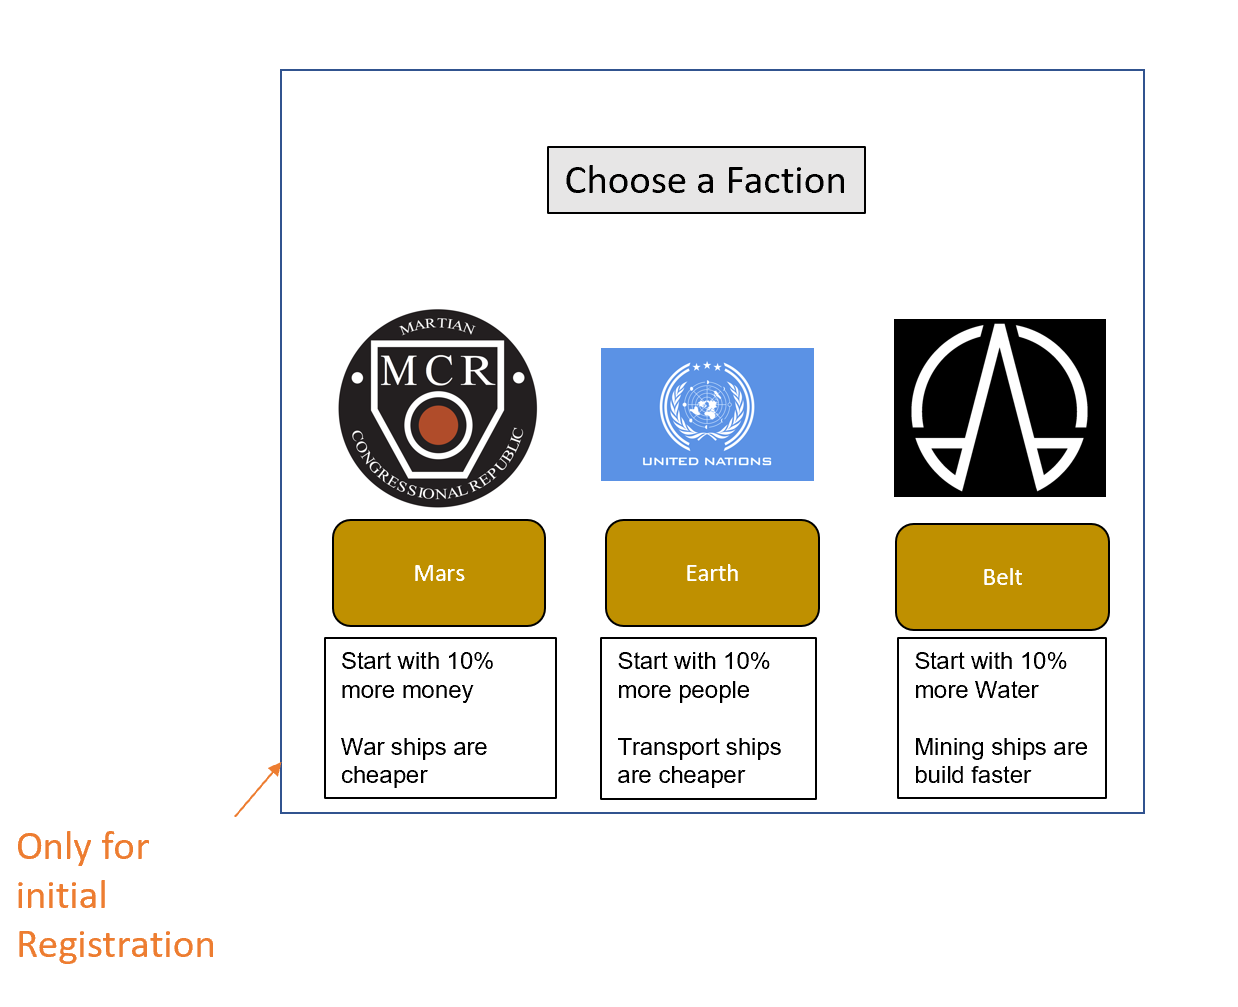 Choose a Faction
MARTIAN
MCR
CONGRESSIONAL REPUBLIC
UNITED NATIONS
Mars
Earth
Belt
Start with 10%
more money
War ships are
cheaper
Start with 10%
more people
Transport ships
are cheaper
Start with 10%
more Water
Mining ships are
build faster
Only for
initial
Registration